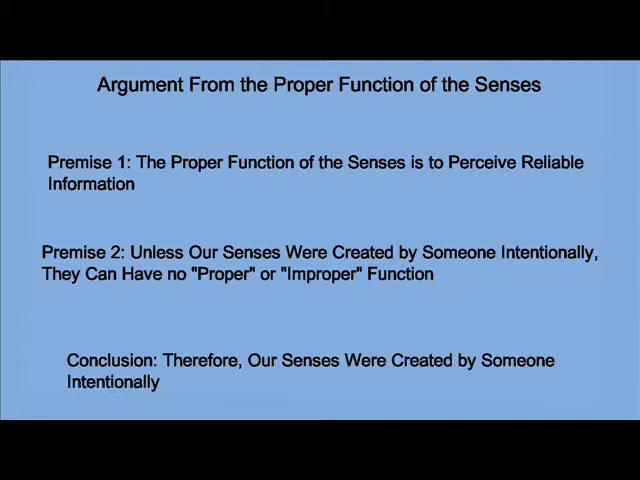 Argument From the Proper Function of the Senses
Premise 1: The Proper Function of the Senses is to Perceive Reliable
Information
Premise 2: Unless Our Senses Were Created by Someone Intentionally,
They Can Have no "Proper" or "Improper" Function
Conclusion: Therefore, Our Senses Were Created by Someone
Intentionally